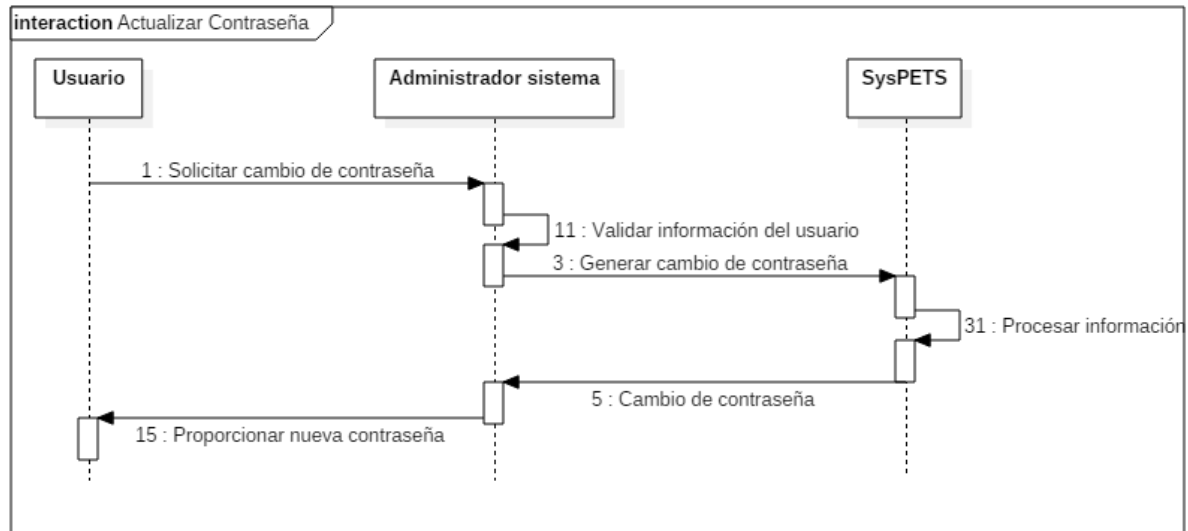 interaction Actualizar Contraseña
Usuario
Administrador sistema
SysPETS
1 : Solicitar cambio de contraseña
11 : Validar información del usuario
3 : Generar cambio de contraseña
31 : Procesar información
5 : Cambio de contraseña
15 : Proporcionar nueva contraseña